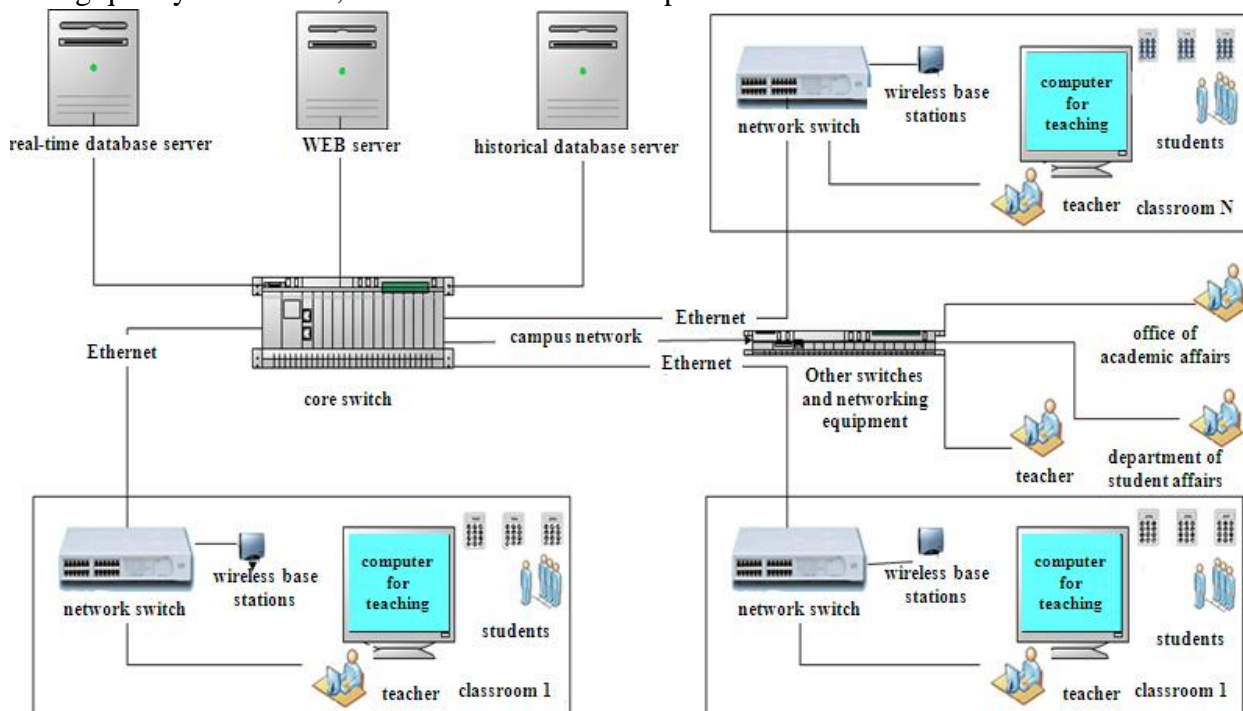 real-time database server
WEB server
historical database server
network switch
wireless base
stations
computer
for
teaching
students
teacher
classroom N
Ethernet
campus network
Ethernet
Ethernet
core switch
Other switches
and networking
equipment
office of
academic affairs
teacher
department of
student affairs
network switch
wireless base
stations
computer
for
teaching
students
teacher
classroom 1
network switch
wireless base
stations
computer
for
teaching
students
teacher
classroom 1